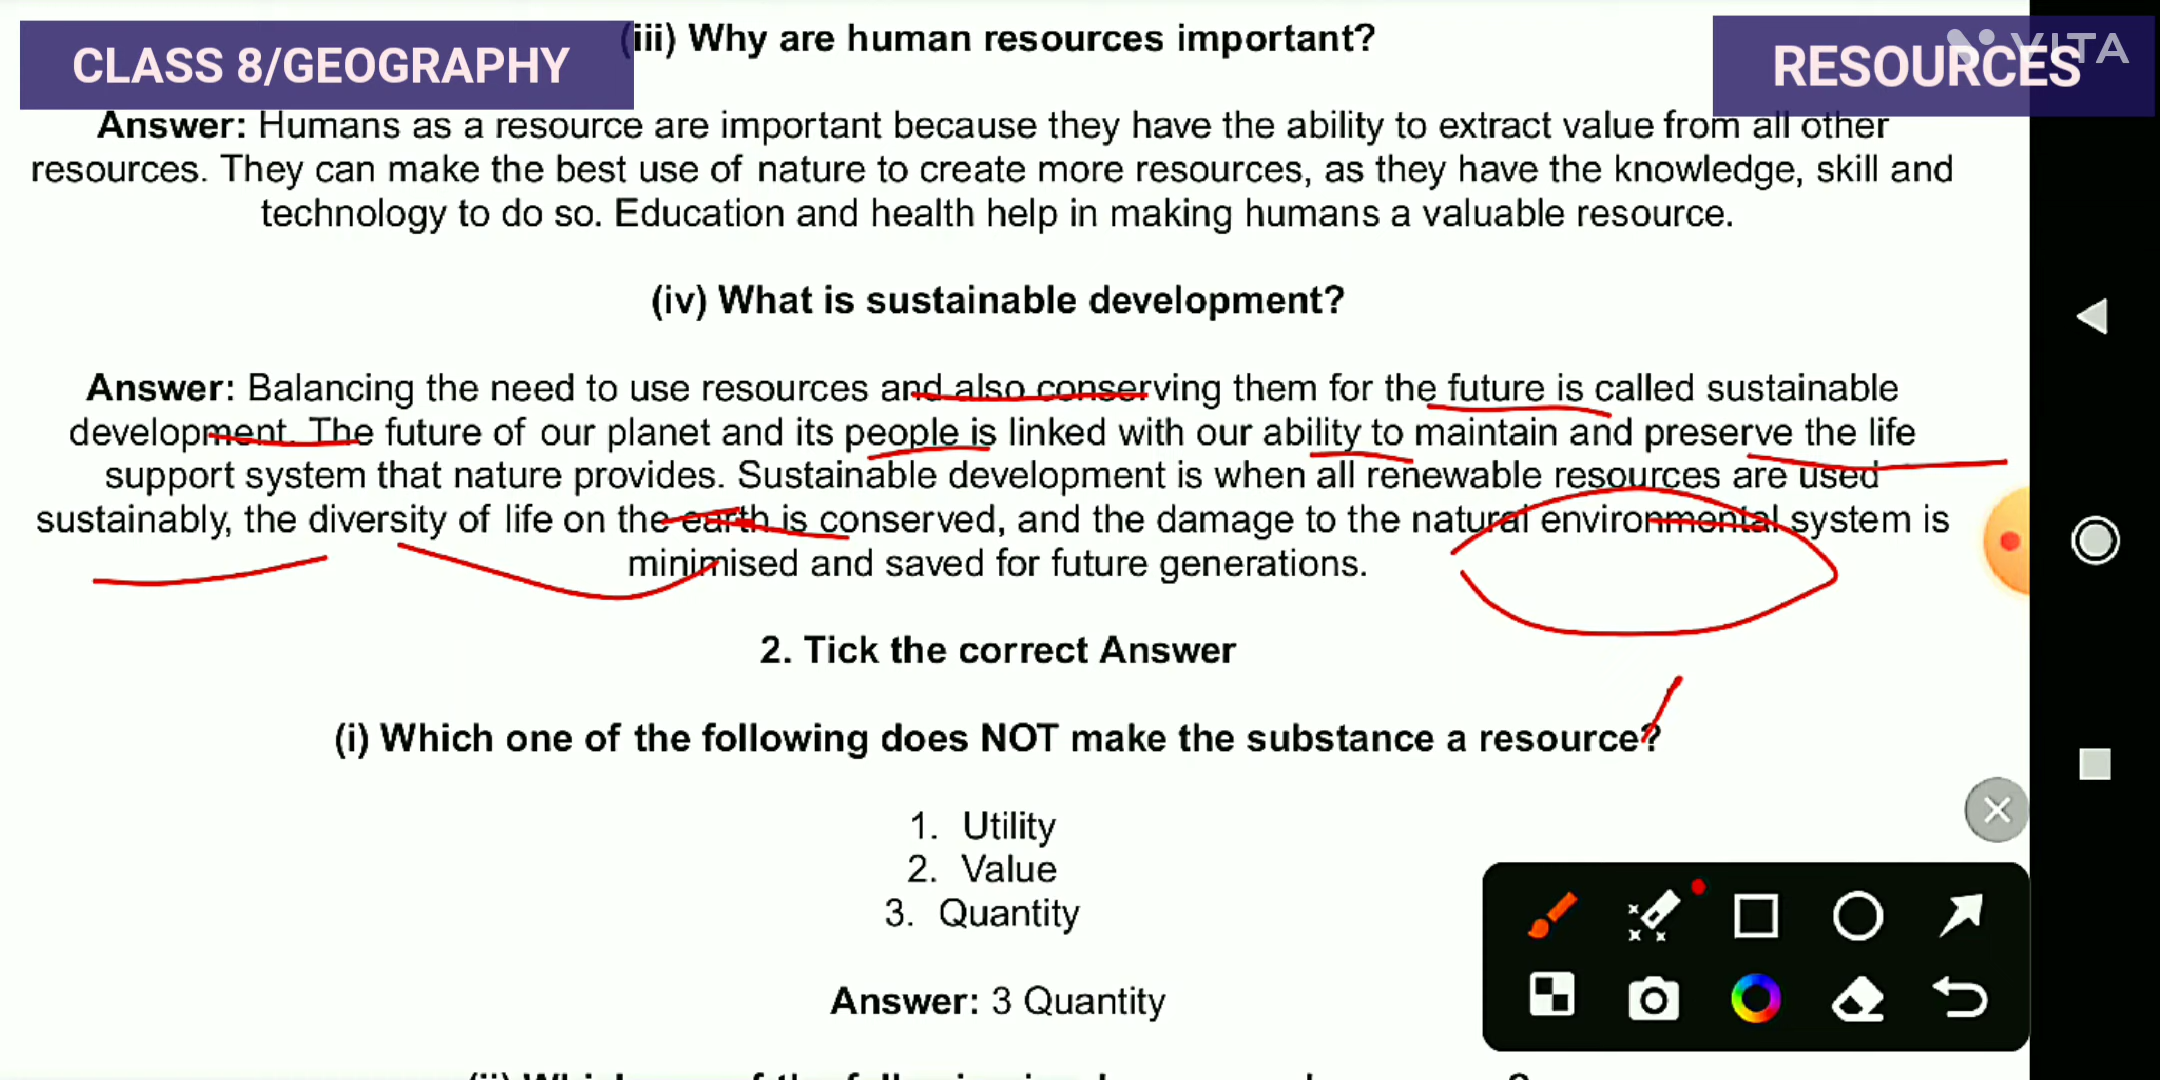 (iii) Why are human resources important?
CLASS 8/GEOGRAPHY
VITA
RESOURCES
Answer: Humans as a resource are important because they have the ability to extract value from all other
resources. They can make the best use of nature to create more resources, as they have the knowledge, skill and
technology to do so. Education and health help in making humans a valuable resource.
(iv) What is sustainable development?
Answer: Balancing the need to use resources and also conserving them for the future is called sustainable
development. The future of our planet and its people is linked with our ability to maintain and preserve the life
support system that nature provides. Sustainable development is when all renewable resources are used
sustainably, the diversity of life on the earth is conserved, and the damage to the natural environmental system is
minimised and saved for future generations.
2. Tick the correct Answer
(i) Which one of the following does NOT make the substance a resource?
1. Utility
2. Value
3. Quantity
Answer: 3 Quantity